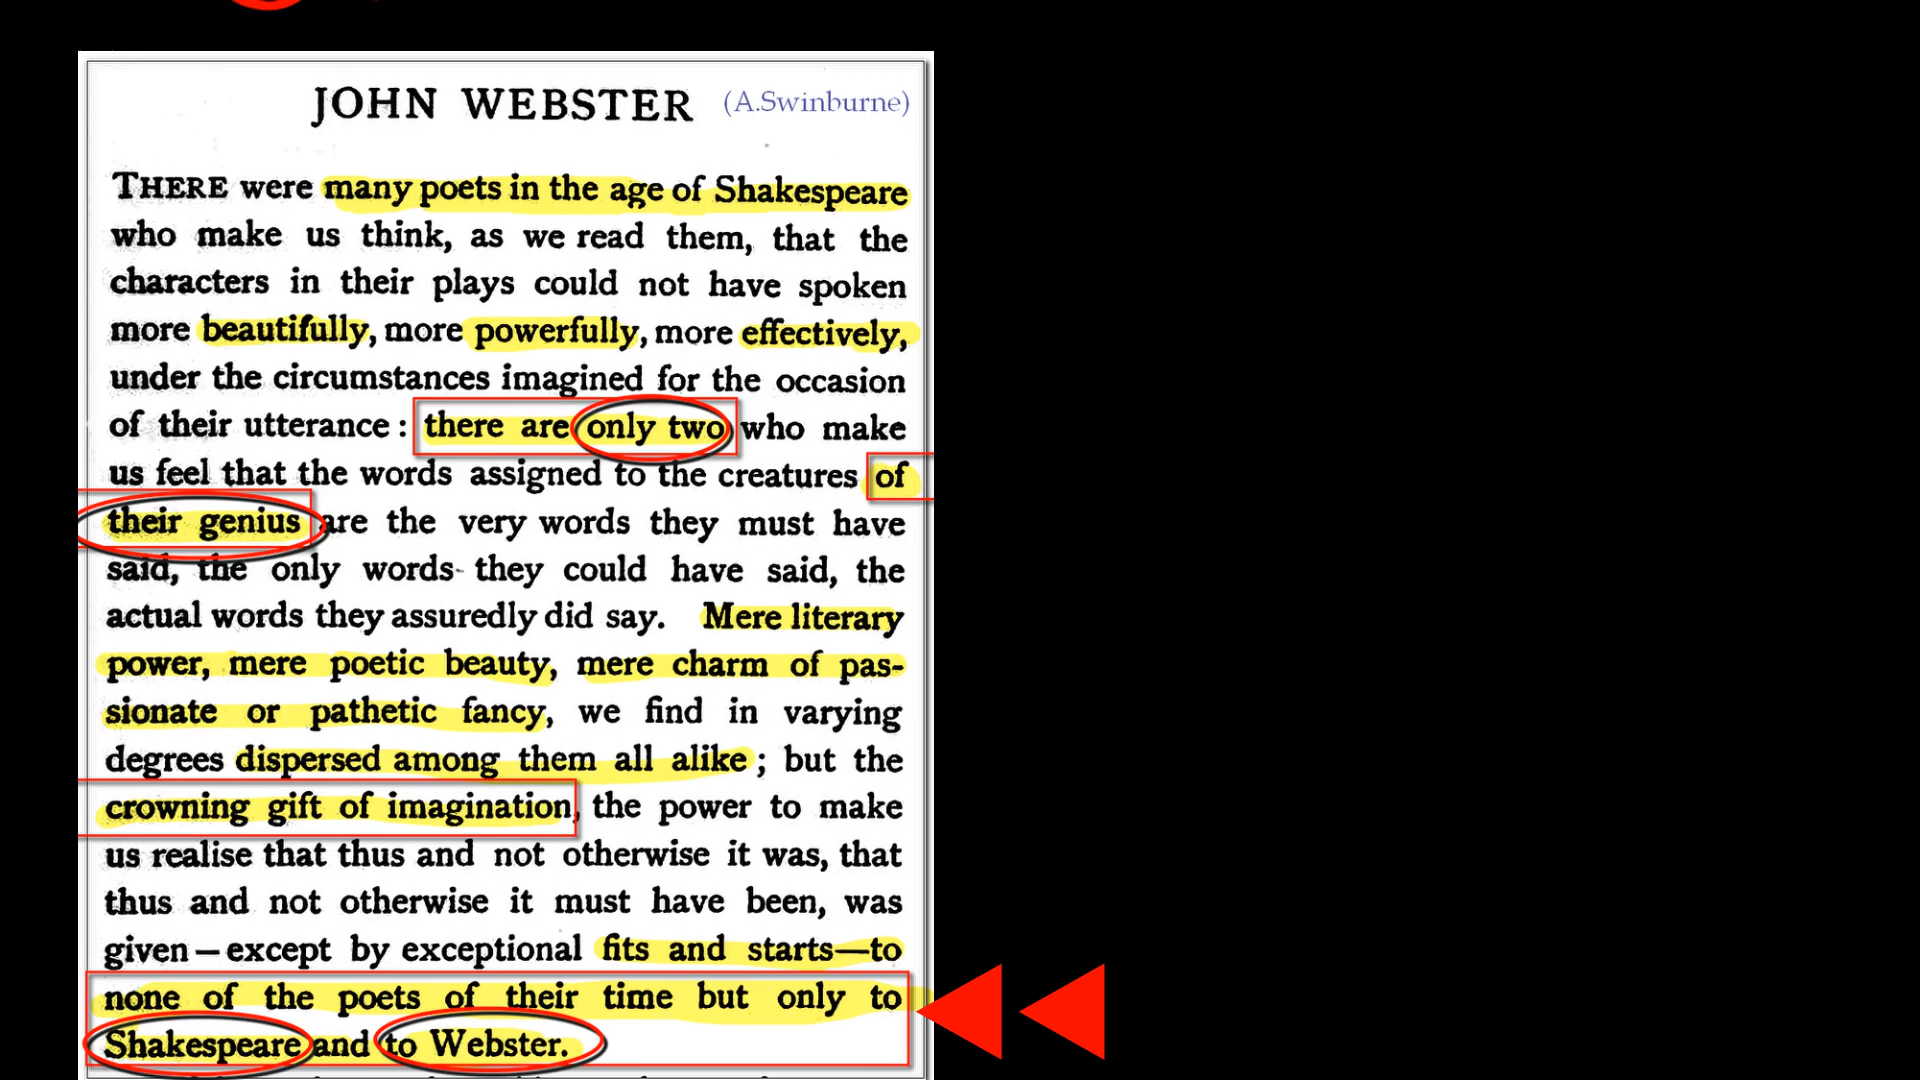 JOHN WEBSTER (A.Swinburne)
THERE were many poets in the age of Shakespeare
who make us think, as we read them, that the
characters in their plays could not have spoken
more beautifully, more powerfully, more effectively,
under the circumstances imagined for the occasion
of their utterance : there are only two who make
us feel that the words assigned to the creatures of
their genius are the very words they must have
said, the only words they could have said, the
actual words they assuredly did say. Mere literary
power, mere poetic beauty, mere charm of pas-
sionate or pathetic fancy, we find in varying
degrees dispersed among them all alike ; but the
crowning gift of imagination, the power to make
us realise that thus and not otherwise it was, that
thus and not otherwise it must have been, was
given – except by exceptional fits and starts—to
none of the poets of their time but only to
Shakespeare and to Webster.